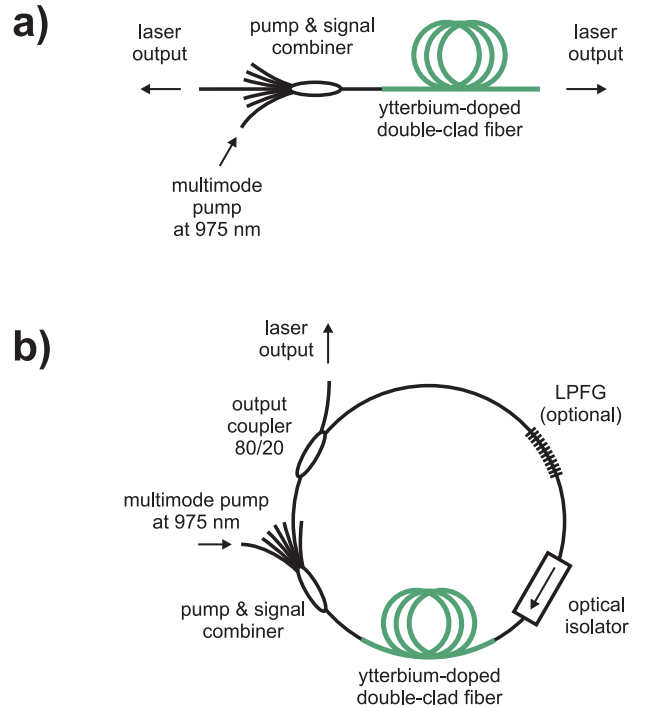 a)
laser
output
pump & signal
combiner
laser
output
ytterbium-doped
double-clad fiber
multimode
pump
at 975 nm
b)
laser
output
output
coupler
80/20
LPFG
(optional)
multimode pump
at 975 nm
pump & signal
combiner
optical
isolator
ytterbium-doped
double-clad fiber